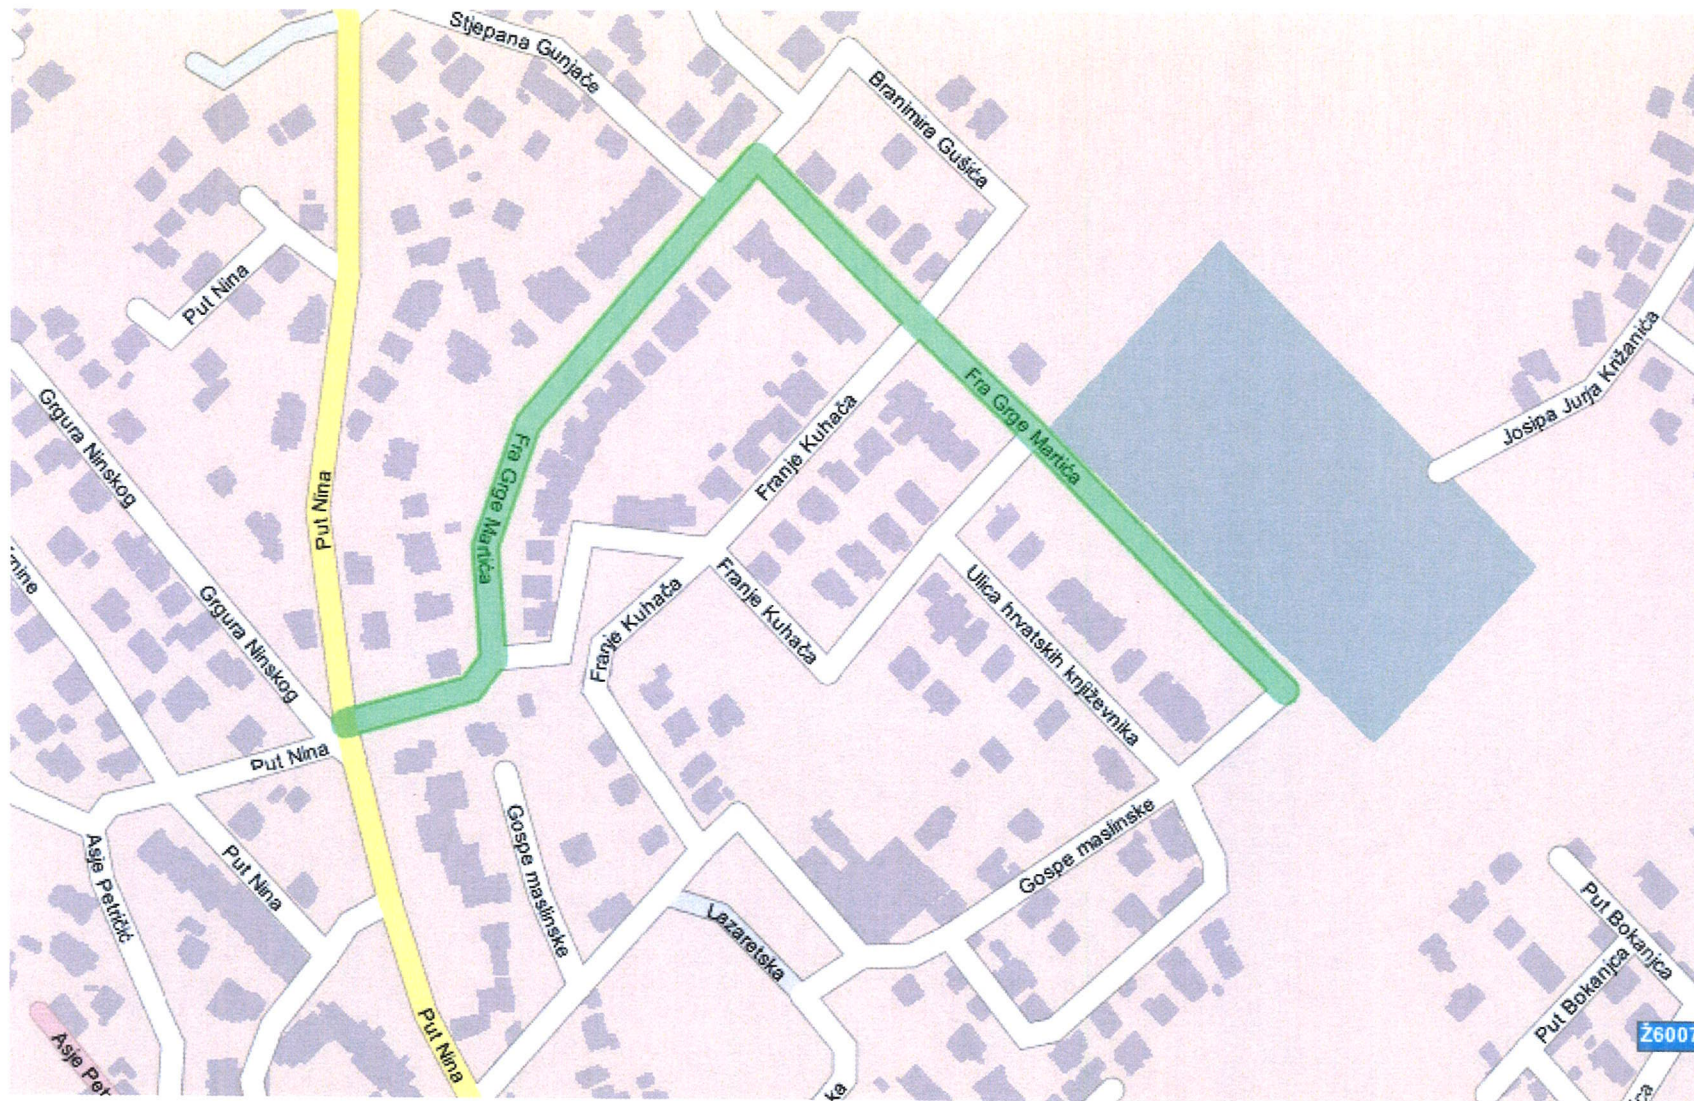 Stjepana Gunjače
Branimira Gušića
Put Nina
Grgura Ninskog
Put Nina
Fra Grge Martića
Franje Kuhača
Fra Grge Martića
Josipa Jurja Križanića
Grgura Ninskog
Franje Kuhača
Franje Kuhača
Ulica hrvatskih književnika
Put Nina
Asje Petričić
Put Nina
Gospe maslinske
Gospe maslinske
Lazaretska
Put Bokanjca
Put Bokanjca
Put Nina
Asje Pet
Ž6007